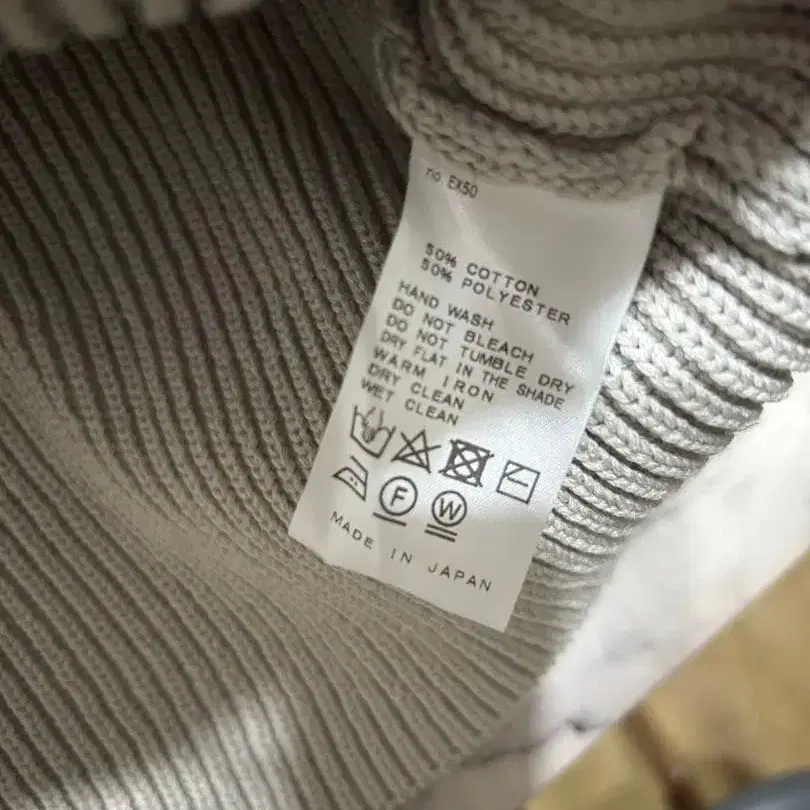 no. EX50
50% COTTON
50% POLYESTER
HAND WASH
DO NOT BLEACH
DO NOT TUMBLE DRY
DRY FLAT IN THE SHADE
WARM IRON
DRY CLEAN
WET CLEAN
F W
MADE IN JAPAN